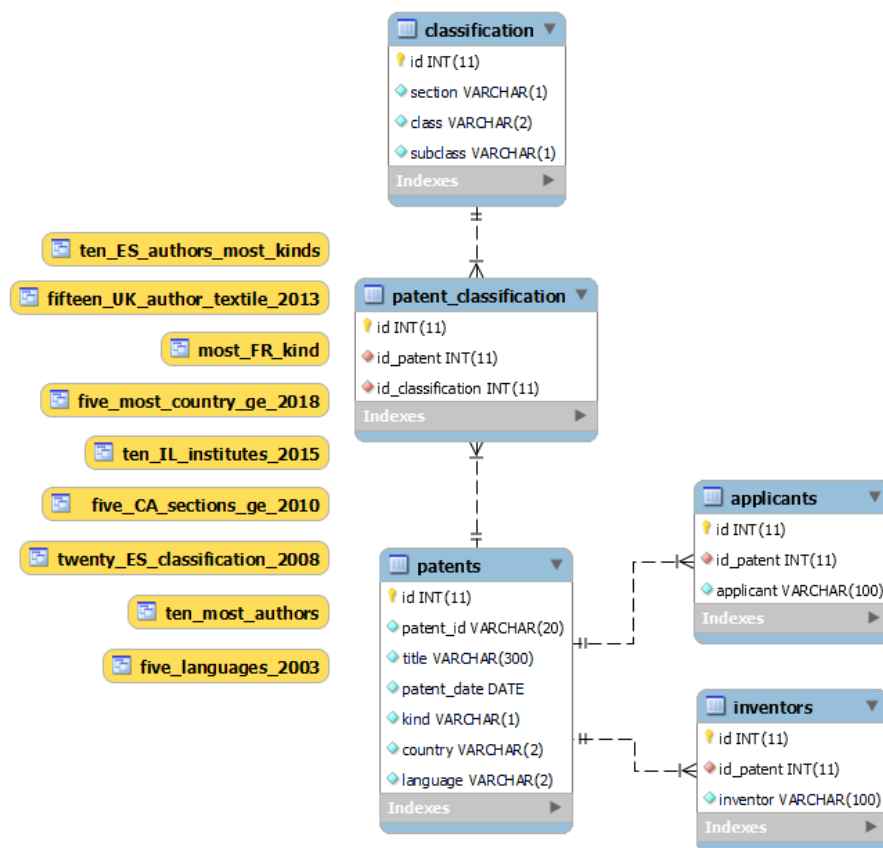 classification
id INT(11)
section VARCHAR(1)
class VARCHAR(2)
subclass VARCHAR(1)
Indexes
ten_ES_authors_most_kinds
fifteen_UK_author_textile_2013
most_FR_kind
five_most_country_ge_2018
ten_IL_institutes_2015
five_CA_sections_ge_2010
twenty_ES_classification_2008
ten_most_authors
five_languages_2003
patent_classification
id INT(11)
id_patent INT(11)
id_classification INT(11)
Indexes
patents
id INT(11)
patent_id VARCHAR(20)
title VARCHAR(300)
patent_date DATE
kind VARCHAR(1)
country VARCHAR(2)
language VARCHAR(2)
Indexes
applicants
id INT(11)
id_patent INT(11)
applicant VARCHAR(100)
Indexes
inventors
id INT(11)
id_patent INT(11)
inventor VARCHAR(100)
Indexes